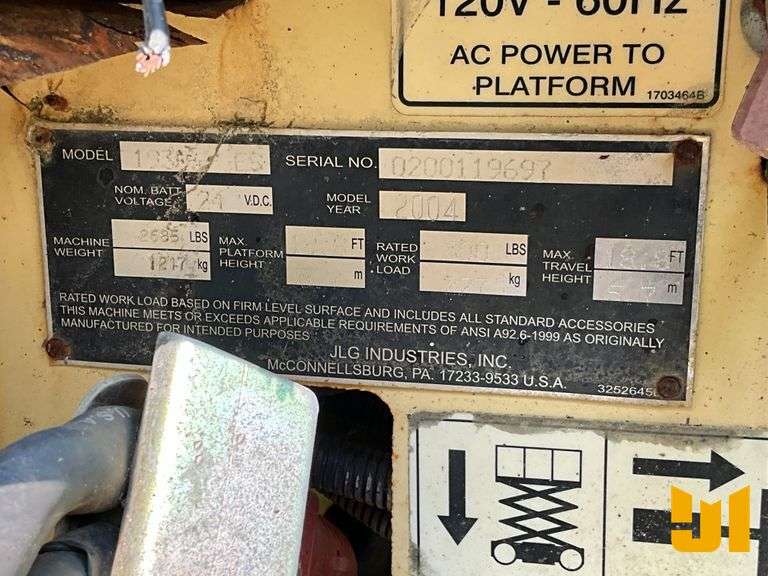 120V - 60HZ
AC POWER TO
PLATFORM
1703464B
MODEL
SERIAL NO. 0200119697
NOM. BATT VOLTAGE 24 V.D.C.
MODEL YEAR 2004
MACHINE WEIGHT LBS
1217 kg
MAX. PLATFORM HEIGHT FT
m
RATED WORK LOAD LBS
kg
MAX. TRAVEL HEIGHT FT
m
RATED WORK LOAD BASED ON FIRM LEVEL SURFACE AND INCLUDES ALL STANDARD ACCESSORIES
THIS MACHINE MEETS OR EXCEEDS APPLICABLE REQUIREMENTS OF ANSI A92.6-1999 AS ORIGINALLY
MANUFACTURED FOR INTENDED PURPOSES
JLG INDUSTRIES, INC.
McCONNELLSBURG, PA. 17233-9533 U.S.A.